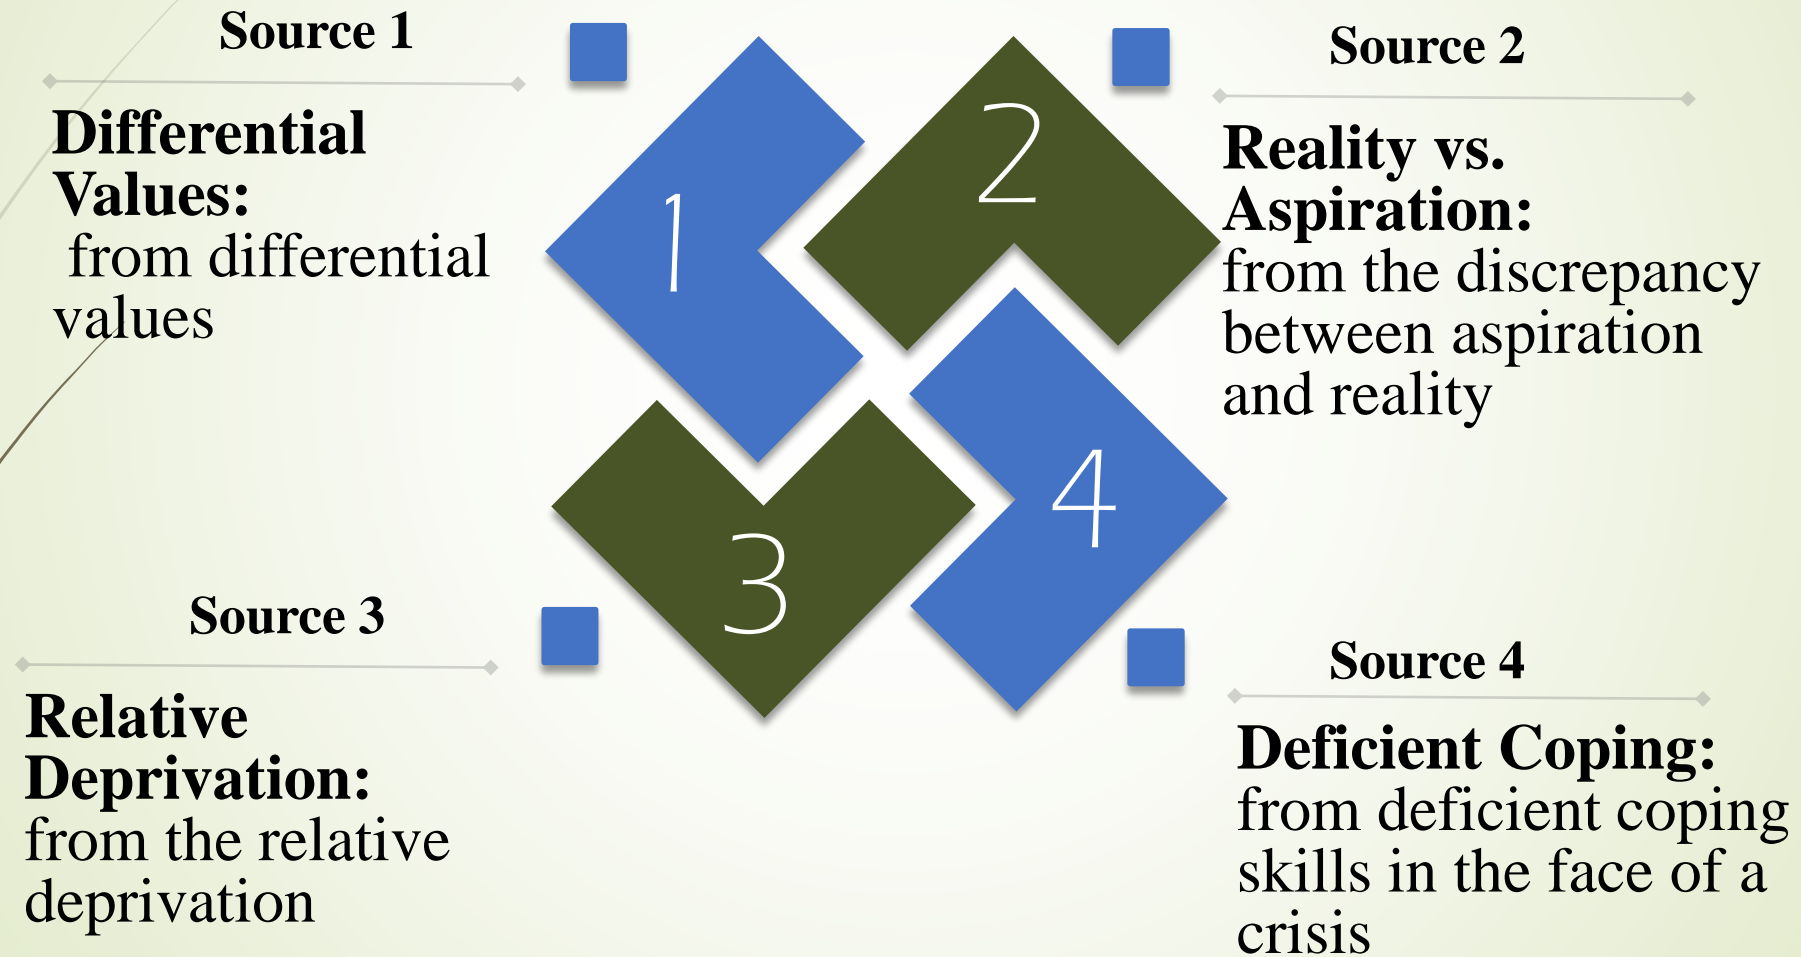 Source 1
Differential
Values:
from differential
values
1
2
Source 2
Reality vs.
Aspiration:
from the discrepancy
between aspiration
and reality
Source 3
Relative
Deprivation:
from the relative
deprivation
3
4
Source 4
Deficient Coping:
from deficient coping
skills in the face of a
crisis